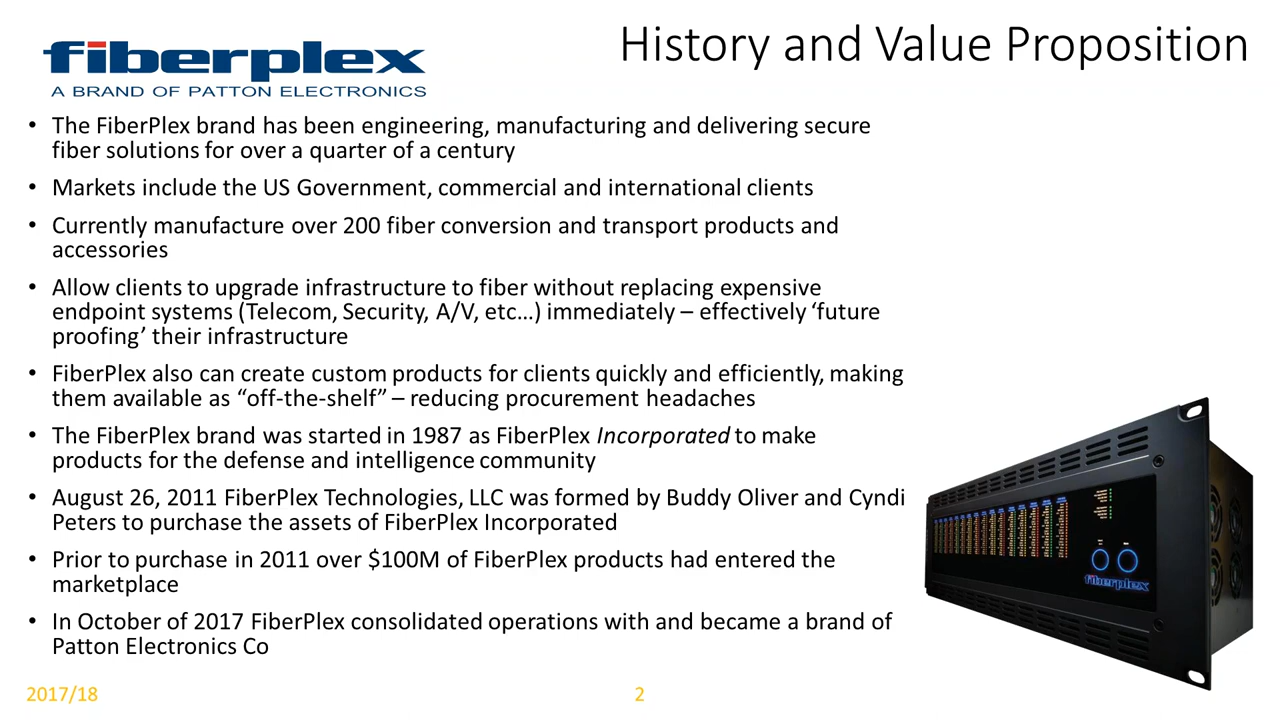 fiberplex
A BRAND OF PATTON ELECTRONICS
History and Value Proposition
• The FiberPlex brand has been engineering, manufacturing and delivering secure
fiber solutions for over a quarter of a century
• Markets include the US Government, commercial and international clients
• Currently manufacture over 200 fiber conversion and transport products and
accessories
• Allow clients to upgrade infrastructure to fiber without replacing expensive
endpoint systems (Telecom, Security, A/V, etc...) immediately – effectively ‘future
proofing’ their infrastructure
• FiberPlex also can create custom products for clients quickly and efficiently, making
them available as “off-the-shelf” – reducing procurement headaches
• The FiberPlex brand was started in 1987 as FiberPlex Incorporated to make
products for the defense and intelligence community
• August 26, 2011 FiberPlex Technologies, LLC was formed by Buddy Oliver and Cyndi
Peters to purchase the assets of FiberPlex Incorporated
• Prior to purchase in 2011 over $100M of FiberPlex products had entered the
marketplace
• In October of 2017 FiberPlex consolidated operations with and became a brand of
Patton Electronics Co
fiberplex
2017/18
2